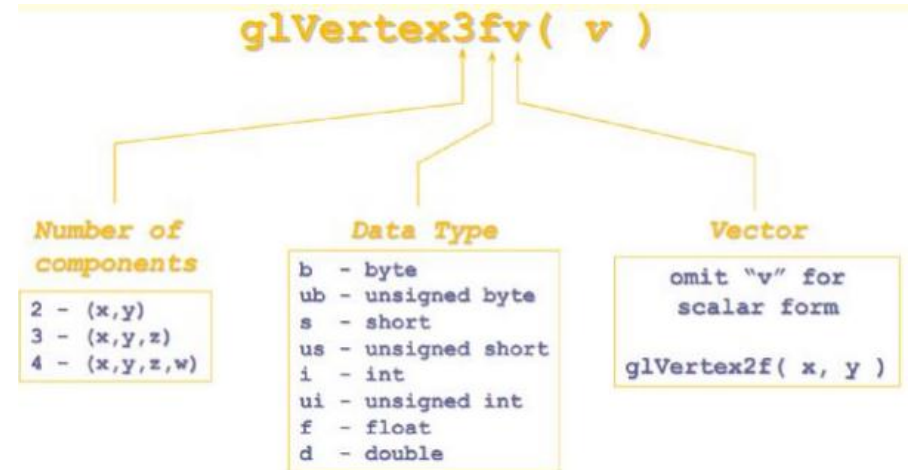 glVertex3fv( v )
Number of
components
2 - (x,y)
3 - (x,y,z)
4 - (x,y,z,w)
Data Type
b - byte
ub - unsigned byte
s - short
us - unsigned short
i - int
ui - unsigned int
f - float
d - double
Vector
omit "v" for
scalar form
glVertex2f( x, y )